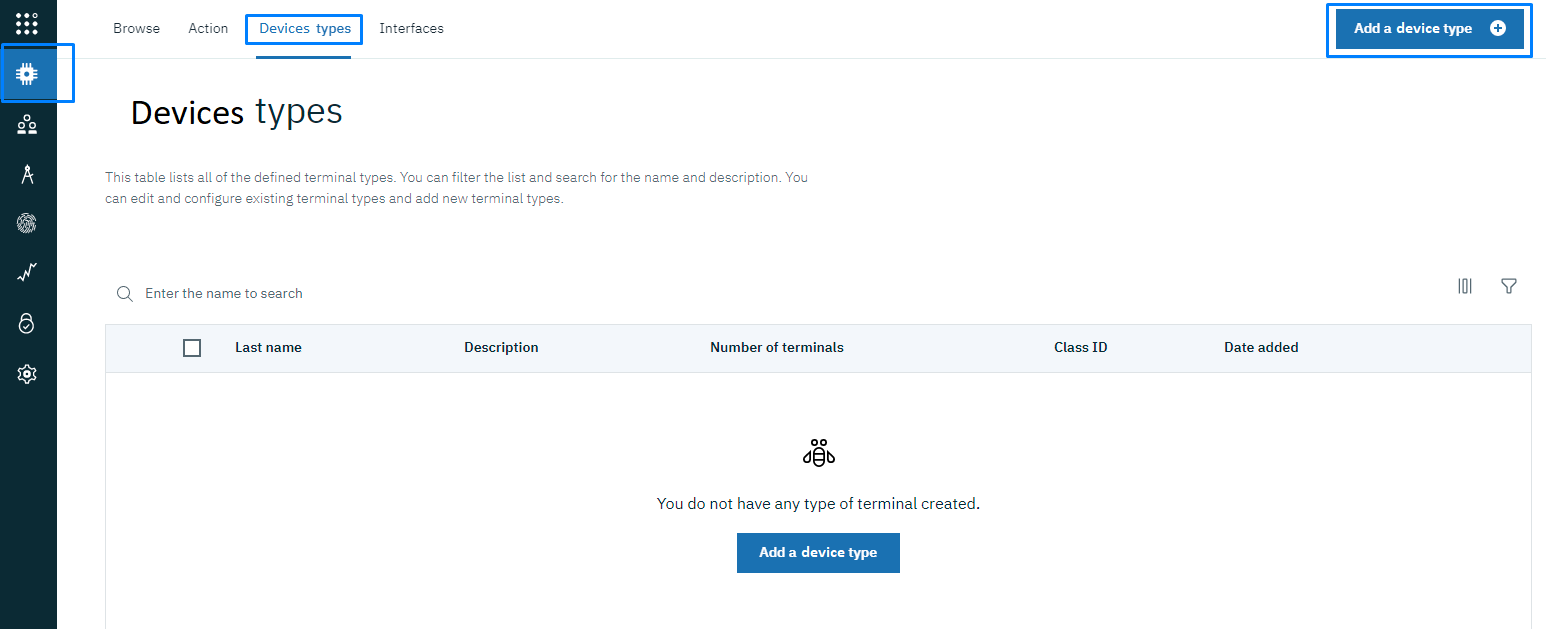 Browse Action Devices types Interfaces Add a device type
Devices types
This table lists all of the defined terminal types. You can filter the list and search for the name and description. You
can edit and configure existing terminal types and add new terminal types.
Enter the name to search
Last name Description Number of terminals Class ID Date added
You do not have any type of terminal created.
Add a device type